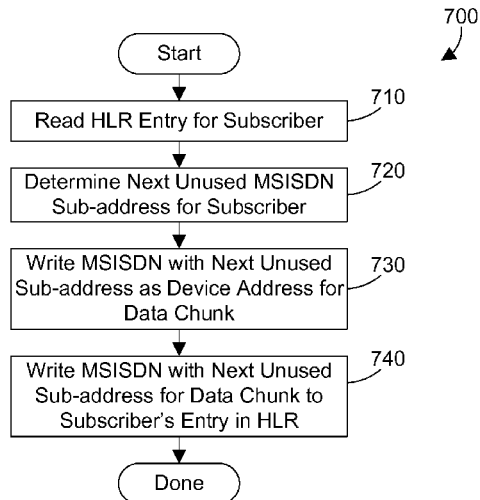 700
Start
710
Read HLR Entry for Subscriber
720
Determine Next Unused MSISDN
Sub-address for Subscriber
730
Write MSISDN with Next Unused
Sub-address as Device Address for
Data Chunk
740
Write MSISDN with Next Unused
Sub-address for Data Chunk to
Subscriber's Entry in HLR
Done